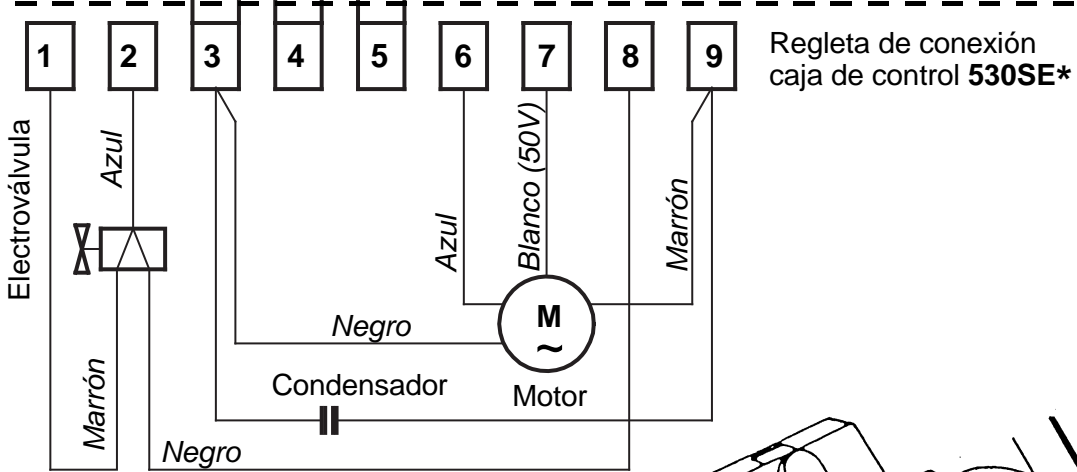 1 2 3 4 5 6 7 8 9
Regleta de conexión
caja de control 530SE*
Electroválvula
Azul
Azul
Blanco (50V)
Marrón
M
~
Negro
Motor
Condensador
Marrón
Negro